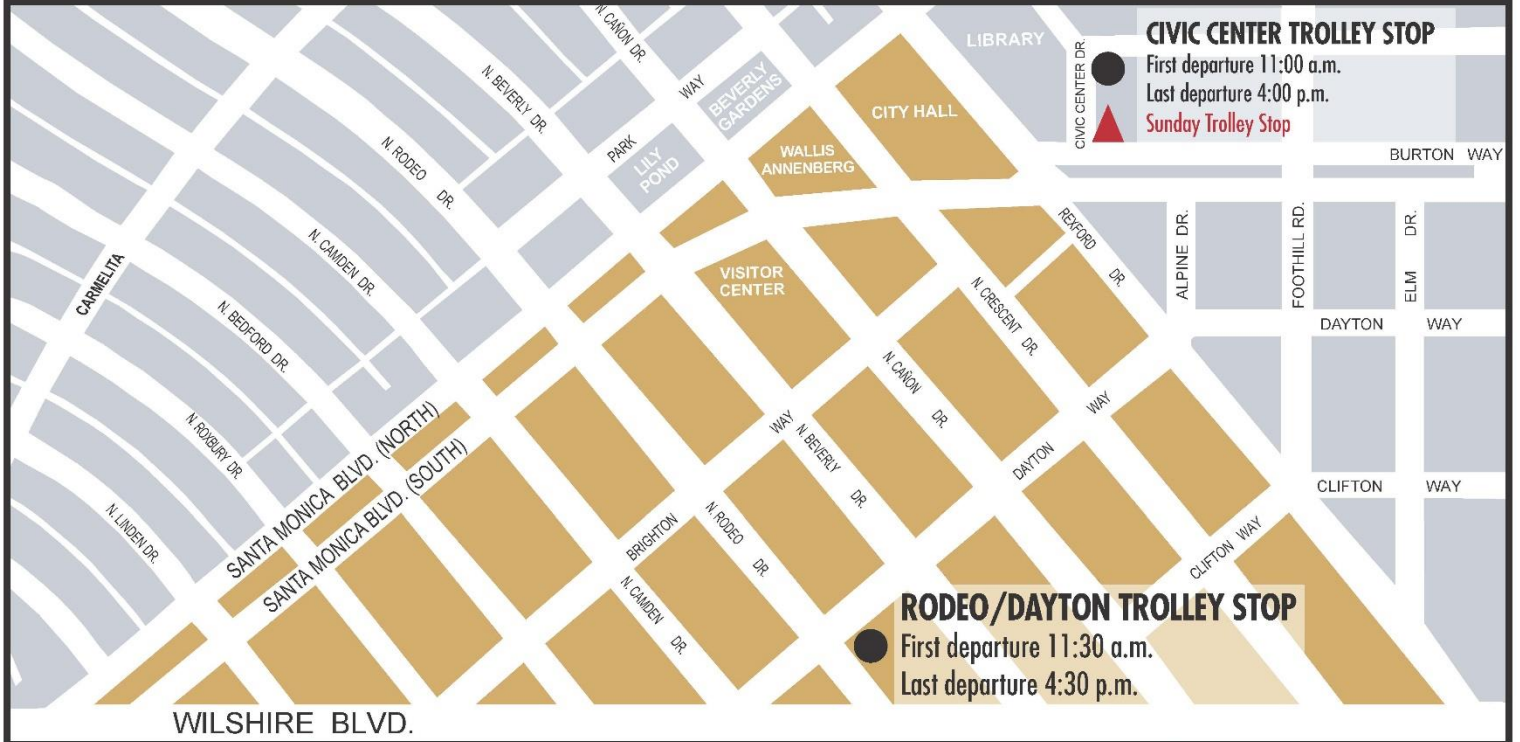 N. CAÑON DR.
LIBRARY
CIVIC CENTER DR.
CIVIC CENTER TROLLEY STOP
First departure 11:00 a.m.
Last departure 4:00 p.m.
Sunday Trolley Stop
N. BEVERLY DR.
PARK WAY
BEVERLY
GARDENS
CITY HALL
N. RODEO DR.
LILY
POND
WALLIS
ANNENBERG
BURTON WAY
CARMELITA
N. CAMDEN DR.
VISITOR
CENTER
REXFORD DR.
ALPINE DR.
FOOTHILL RD.
ELM DR.
N. BEDFORD DR.
N. CRESCENT DR.
DAYTON WAY
N. ROXBURY DR.
N. CAÑON DR.
N. LINDEN DR.
SANTA MONICA BLVD. (NORTH)
SANTA MONICA BLVD. (SOUTH)
WAY
N. BEVERLY DR.
DAYTON WAY
CLIFTON WAY
BRIGHTON
N. RODEO DR.
CLIFTON WAY
N. CAMDEN DR.
RODEO/DAYTON TROLLEY STOP
First departure 11:30 a.m.
Last departure 4:30 p.m.
WILSHIRE BLVD.